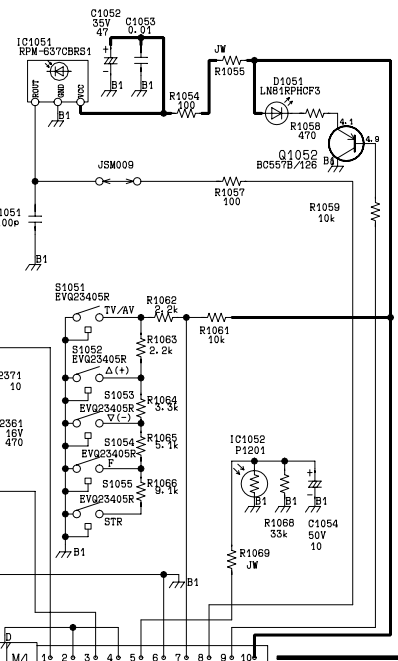 C1052
35V
47
C1053
0.01
IC1051
RPM-637CBRS1
ROUT
GND
VCC
+
-
B1
B1
B1
R1054
100
JW
R1055
D1051
LN81RPHCF3
R1058
470
4.1
4.9
Q1052
BC557B/126
B1
JSM009
R1057
100
R1059
10k
1051
00p
B1
S1051
EVQ23405R
TV/AV
R1062
2.2k
R1061
10k
R1063
2.2k
S1052
EVQ23405R
△(+)
2371
10
S1053
EVQ23405R
▽(-)
R1064
3.3k
2361
16V
470
S1054
EVQ23405R
F
R1065
5.1k
S1055
EVQ23405R
STR
R1066
9.1k
B1
IC1052
P1201
+
-
B1
B1
B1
R1068
33k
C1054
50V
10
R1069
JW
B1
D
M/L
1
2
3
4
5
6
7
8
9
10